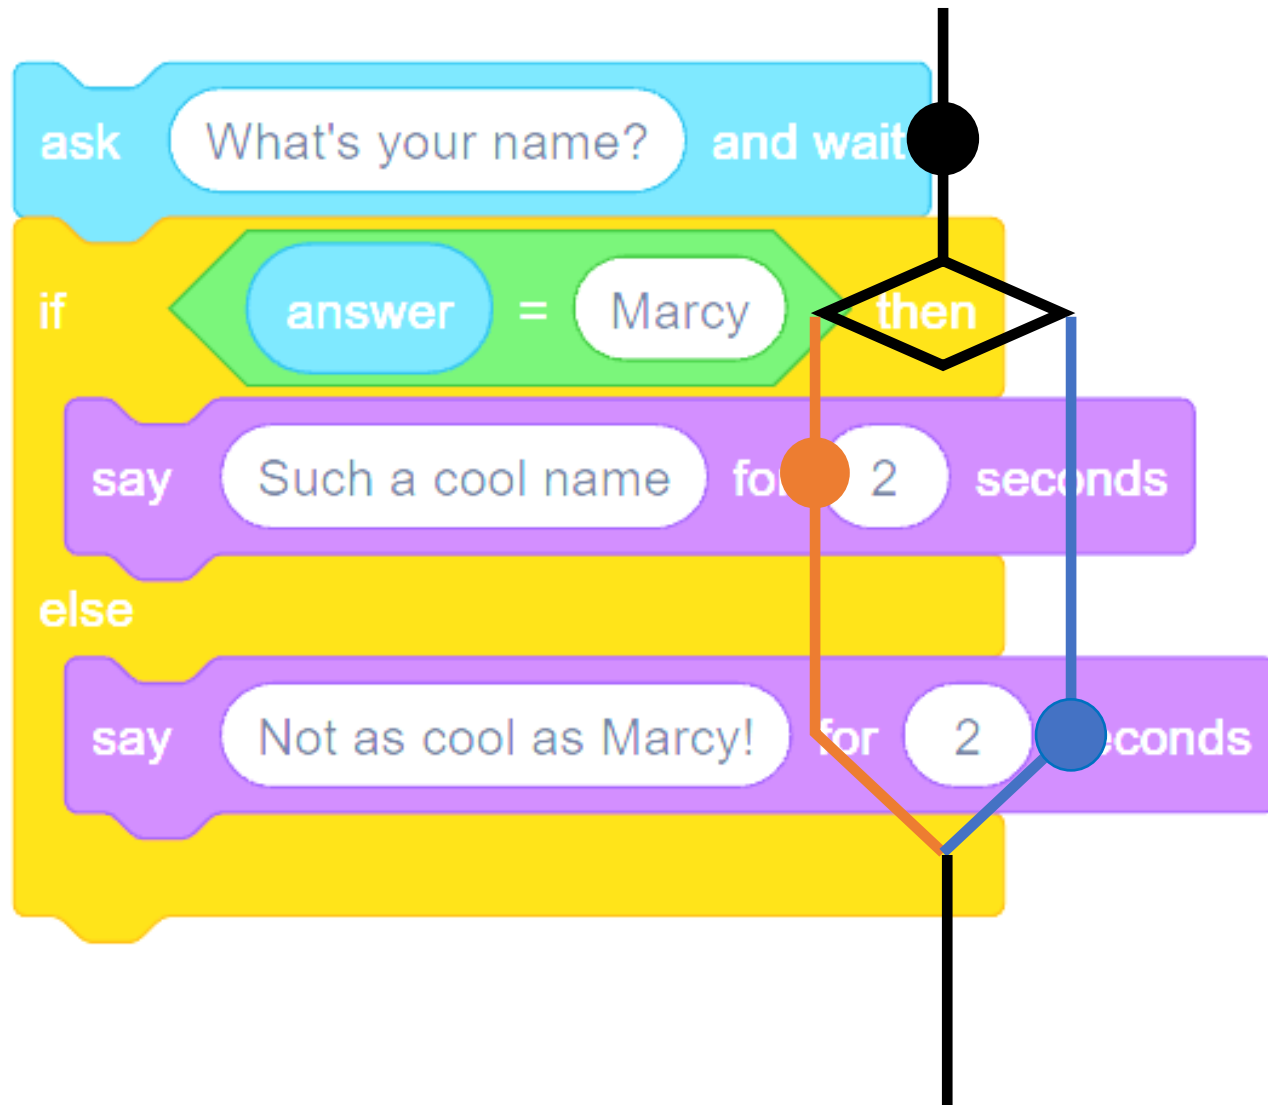 ask What's your name? and wait
if answer = Marcy then
say Such a cool name for 2 seconds
else
say Not as cool as Marcy! for 2 seconds